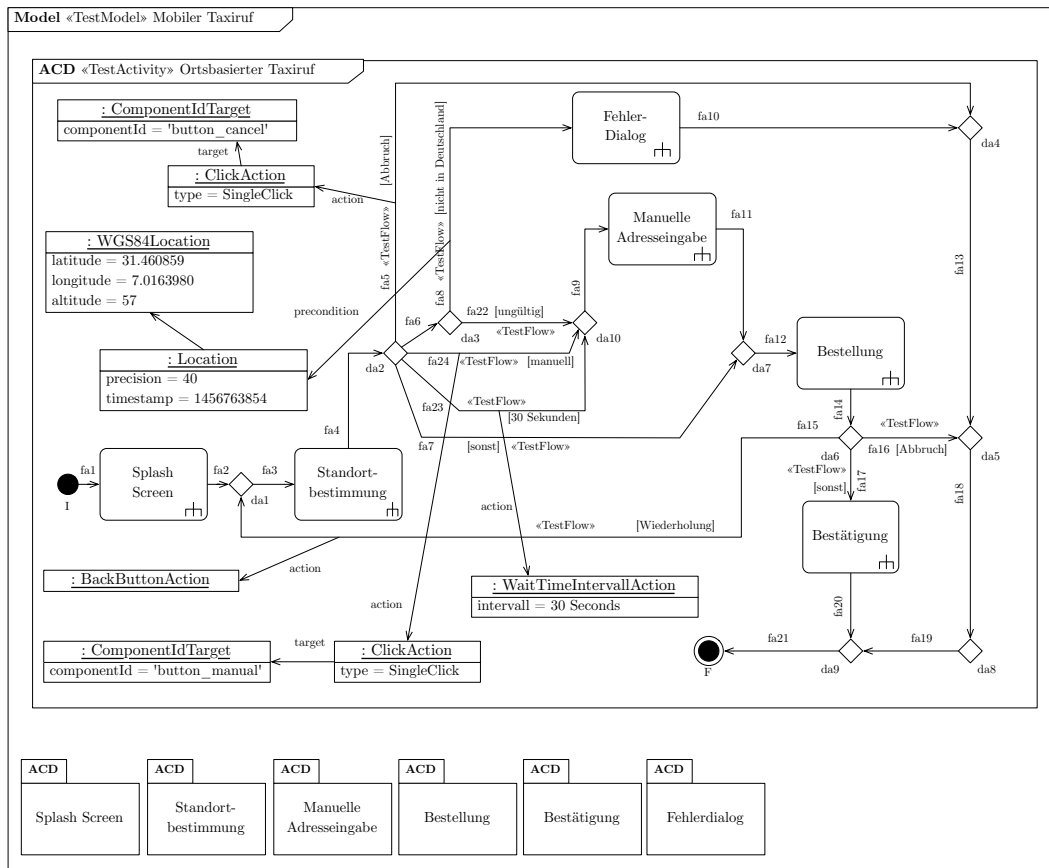 Model «TestModel» Mobiler Taxiruf
ACD «TestActivity» Ortsbasierter Taxiruf
: ComponentIdTarget
componentId = 'button_cancel'
target
: ClickAction
type = SingleClick
action
fa5 «TestFlow» [Abbruch]
fa8 «TestFlow» [nicht in Deutschland]
Fehler-
Dialog
fa10
da4
: WGS84Location
latitude = 31.460859
longitude = 7.0163980
altitude = 57
Manuelle
Adresseingabe
fa11
fa13
fa9
precondition
fa6
fa22 [ungültig]
«TestFlow»
da3
da10
: Location
precision = 40
timestamp = 1456763854
da2
fa24 «TestFlow» [manuell]
fa12
da7
Bestellung
«TestFlow»
fa23
[30 Sekunden]
fa14
fa4
fa7
[sonst] «TestFlow»
fa15
da6
«TestFlow»
fa16 [Abbruch]
da5
fa1
I
Splash
Screen
fa2
da1
fa3
Standort-
bestimmung
«TestFlow»
[sonst]
fa17
fa18
action
«TestFlow»
[Wiederholung]
Bestätigung
action
: BackButtonAction
: WaitTimeIntervallAction
intervall = 30 Seconds
action
fa20
: ComponentIdTarget
componentId = 'button_manual'
target
: ClickAction
type = SingleClick
F
fa21
da9
fa19
da8
ACD
Splash Screen
ACD
Standort-
bestimmung
ACD
Manuelle
Adresseingabe
ACD
Bestellung
ACD
Bestätigung
ACD
Fehlerdialog